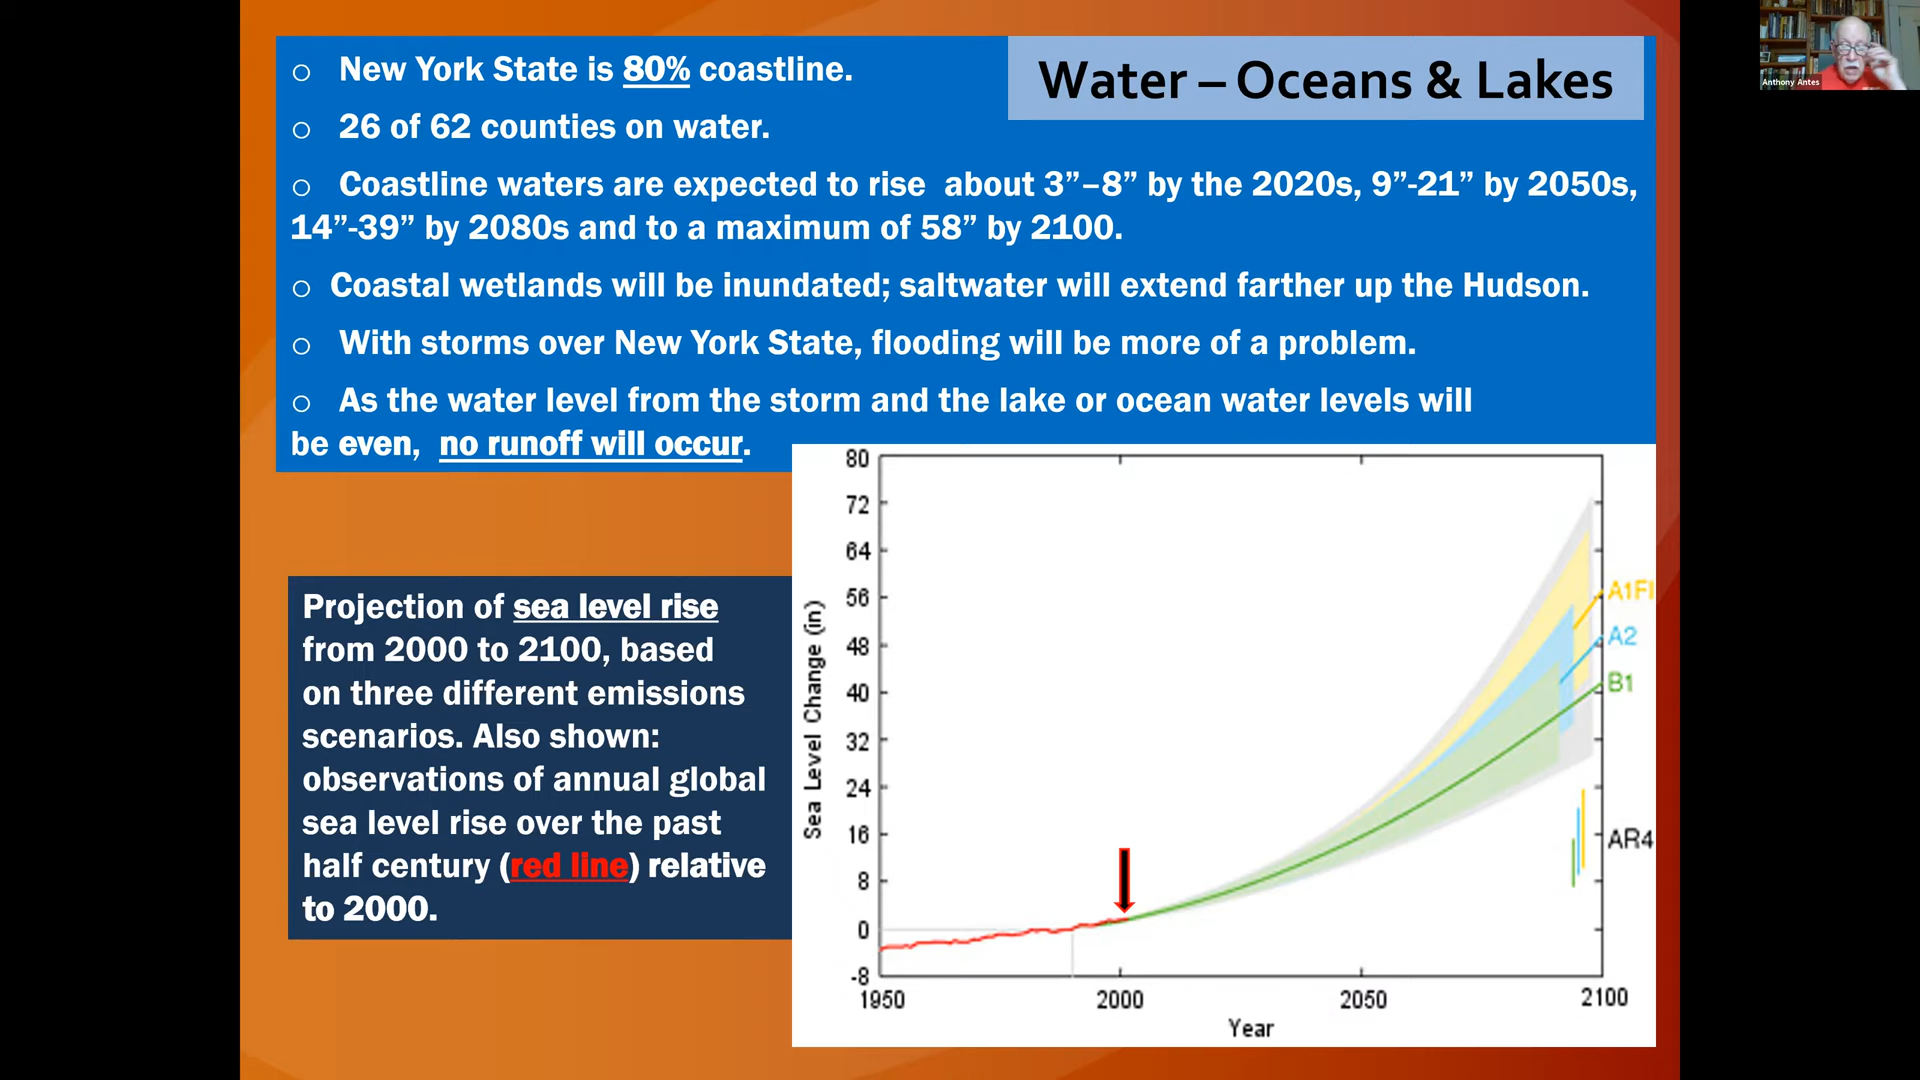 Water – Oceans & Lakes
o New York State is 80% coastline.
o 26 of 62 counties on water.
o Coastline waters are expected to rise about 3”–8” by the 2020s, 9”-21” by 2050s,
14”-39” by 2080s and to a maximum of 58” by 2100.
o Coastal wetlands will be inundated; saltwater will extend farther up the Hudson.
o With storms over New York State, flooding will be more of a problem.
o As the water level from the storm and the lake or ocean water levels will
be even, no runoff will occur.
Projection of sea level rise
from 2000 to 2100, based
on three different emissions
scenarios. Also shown:
observations of annual global
sea level rise over the past
half century (red line) relative
to 2000.
Sea Level Change (in)
80
72
64
56
48
40
32
24
16
8
0
-8
1950
2000
2050
2100
Year
A1FI
A2
B1
AR4
Anthony Antes